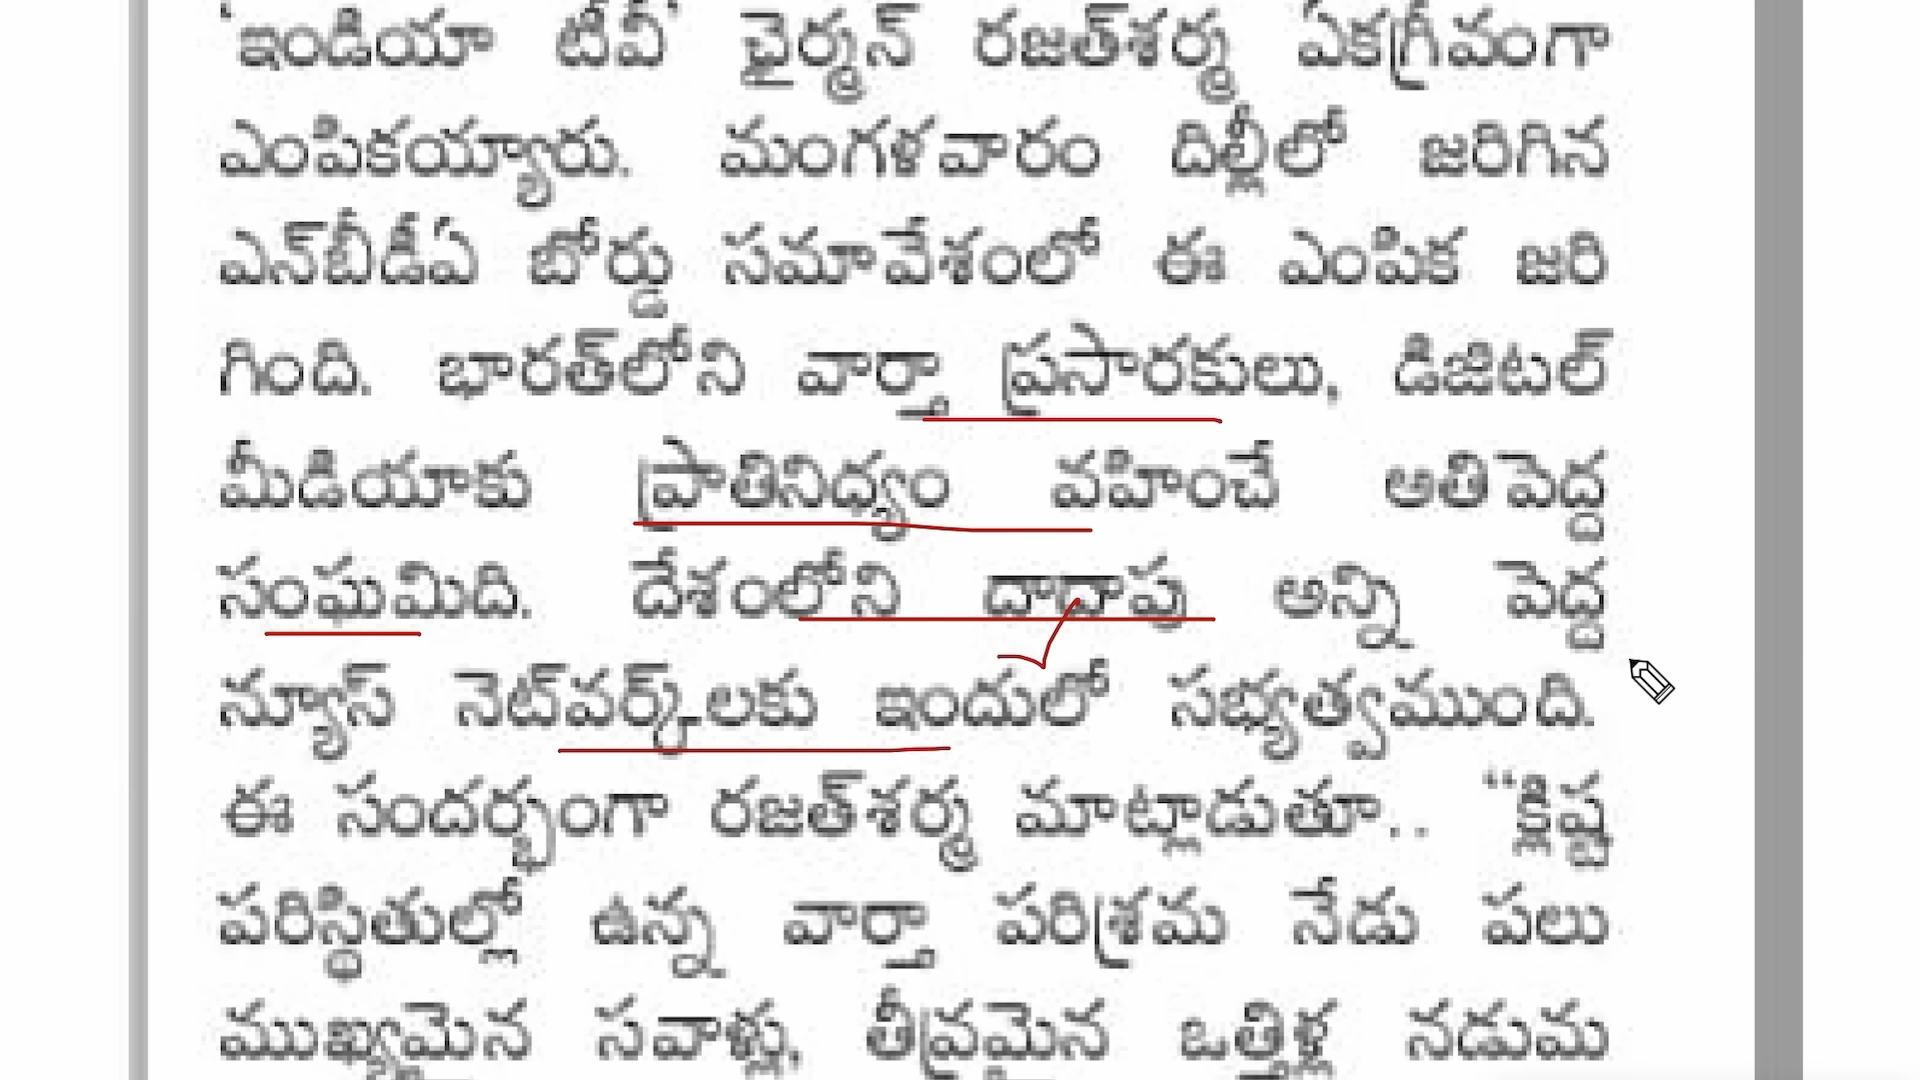 'ఇండియా టీవీ' ఛైర్మన్ రజత్‌శర్మ ఏకగ్రీవంగా
ఎంపికయ్యారు. మంగళవారం దిల్లీలో జరిగిన
ఎన్‌బీడీఏ బోర్డు సమావేశంలో ఈ ఎంపిక జరి
గింది. భారత్‌లోని వార్తా ప్రసారకులు, డిజిటల్
మీడియాకు ప్రాతినిధ్యం వహించే అతిపెద్ద
సంఘమిది. దేశంలోని దాదాపు అన్ని పెద్ద
న్యూస్ నెట్‌వర్క్‌లకు ఇందులో సభ్యత్వముంది.
ఈ సందర్భంగా రజత్‌శర్మ మాట్లాడుతూ.. “క్లిష్ట
పరిస్థితుల్లో ఉన్న వార్తా పరిశ్రమ నేడు పలు
ముఖ్యమైన సవాళ్లు, తీవ్రమైన ఒత్తిళ్ల నడుమ